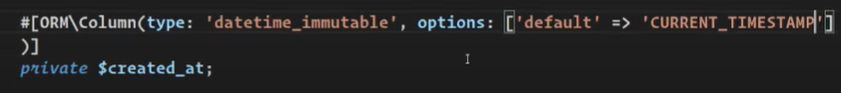 #[ORM\Column(type: 'datetime_immutable', options: ['default' => 'CURRENT_TIMESTAMP']
)]
private $created_at;